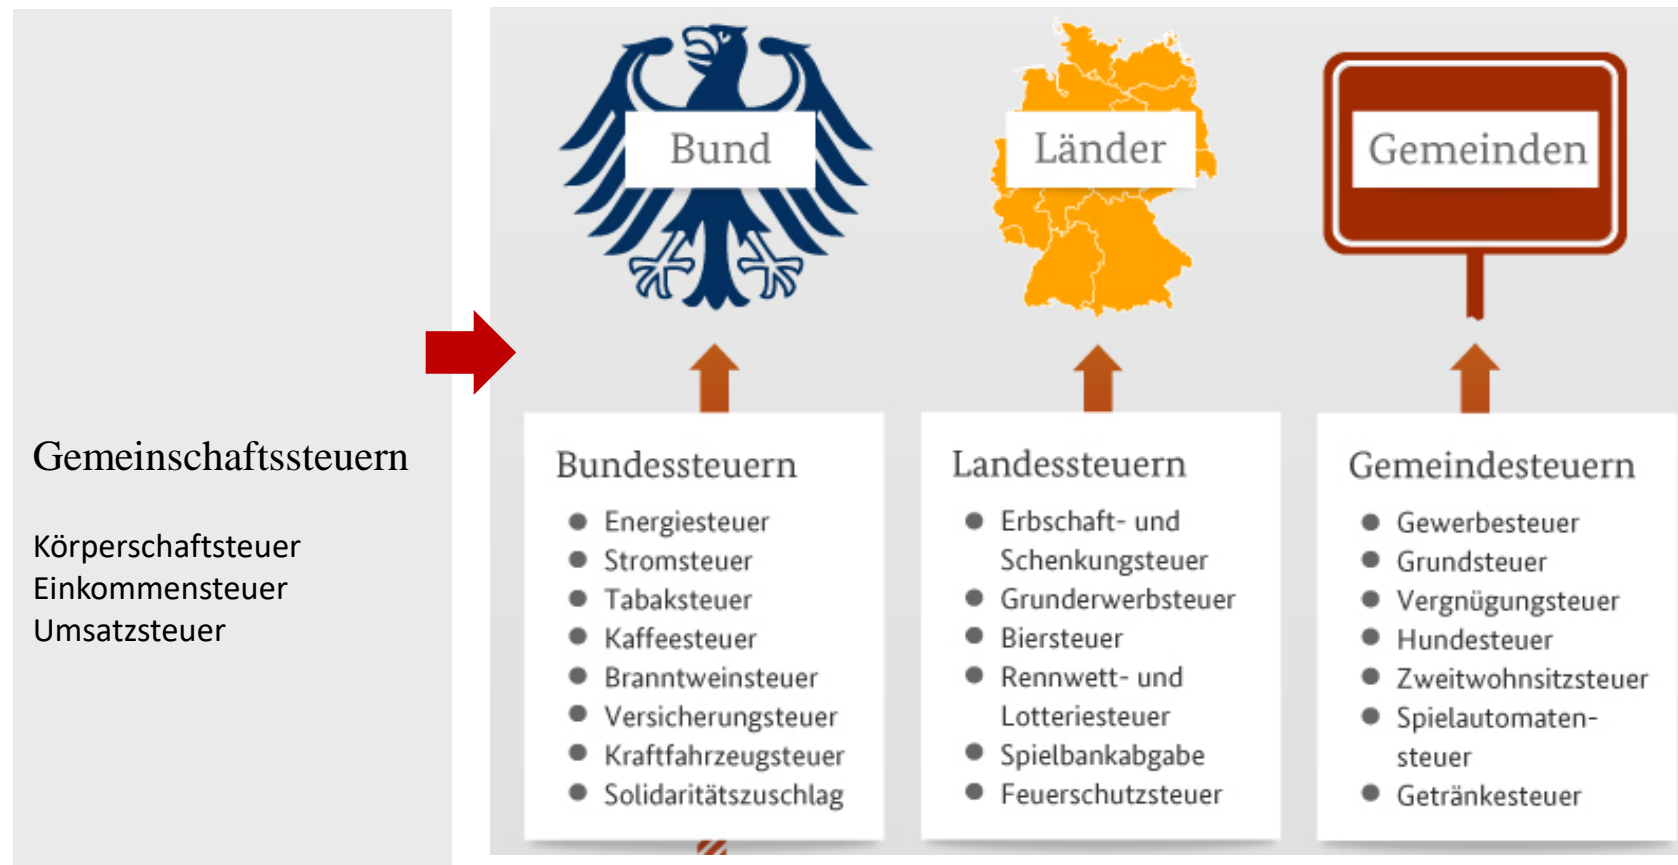 Gemeinschaftssteuern
Körperschaftsteuer
Einkommensteuer
Umsatzsteuer
Bund
Länder
Gemeinden
Bundessteuern
Energiesteuer
Stromsteuer
Tabaksteuer
Kaffeesteuer
Branntweinsteuer
Versicherungsteuer
Kraftfahrzeugsteuer
Solidaritätszuschlag
Landessteuern
Erbschaft- und
Schenkungsteuer
Grunderwerbsteuer
Biersteuer
Rennwett- und
Lotteriesteuer
Spielbankabgabe
Feuerschutzsteuer
Gemeindesteuern
Gewerbesteuer
Grundsteuer
Vergnügungsteuer
Hundesteuer
Zweitwohnsitzsteuer
Spielautomaten-
steuer
Getränkesteuer